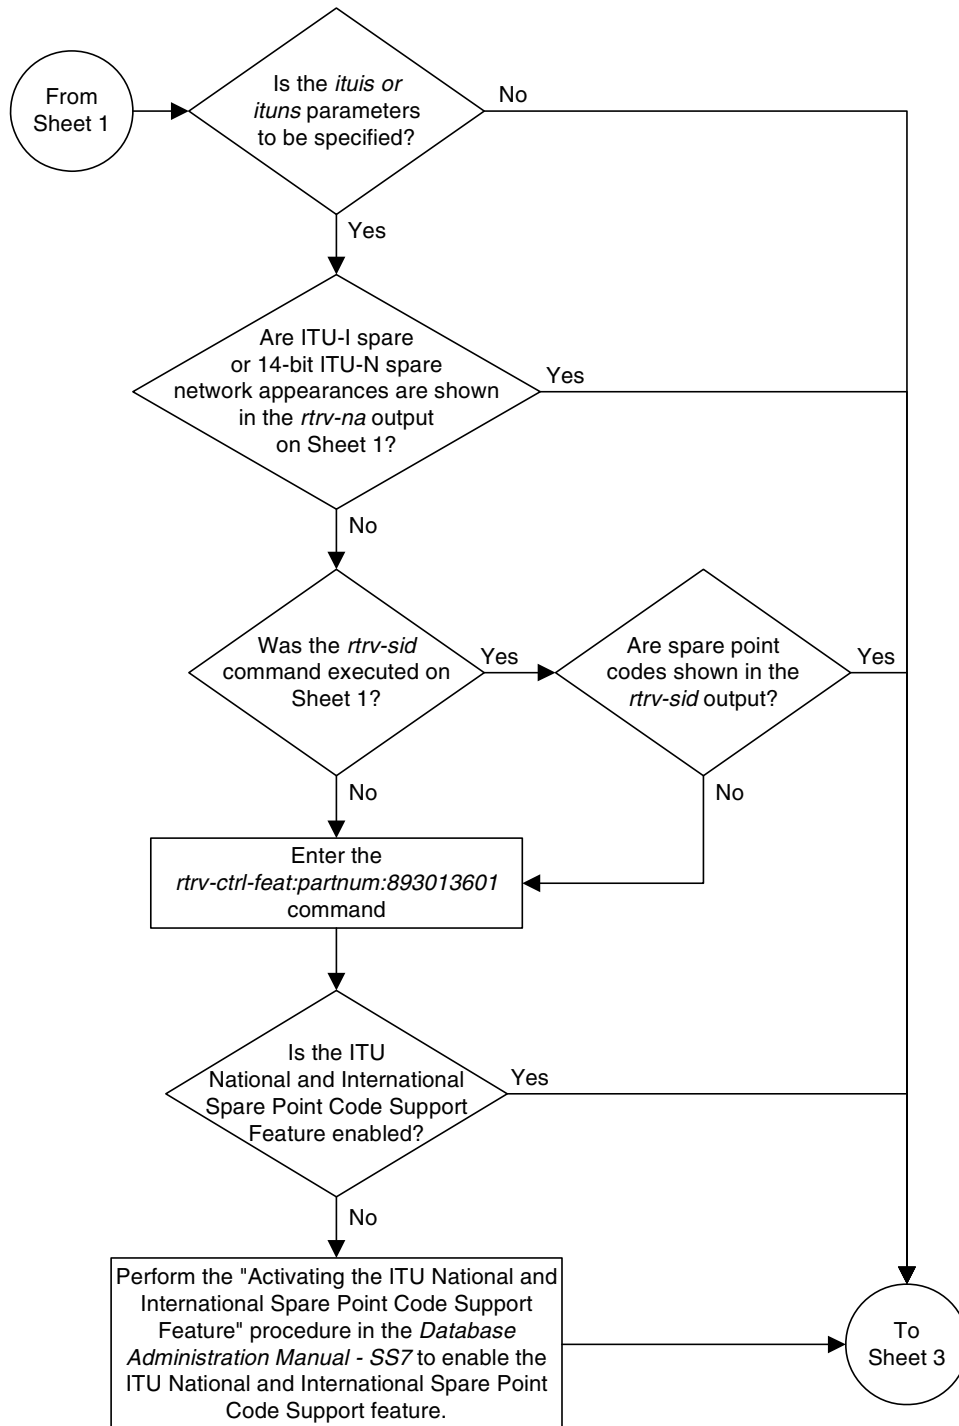 From
Sheet 1
Is the ituis or
ituns parameters
to be specified?
No
Yes
Are ITU-I spare
or 14-bit ITU-N spare
network appearances are shown
in the rtrv-na output
on Sheet 1?
Yes
No
Was the rtrv-sid
command executed on
Sheet 1?
Yes
Are spare point
codes shown in the
rtrv-sid output?
Yes
No
No
Enter the
rtrv-ctrl-feat:partnum:893013601
command
Is the ITU
National and International
Spare Point Code Support
Feature enabled?
Yes
No
Perform the "Activating the ITU National and
International Spare Point Code Support
Feature" procedure in the Database
Administration Manual - SS7 to enable the
ITU National and International Spare Point
Code Support feature.
To
Sheet 3